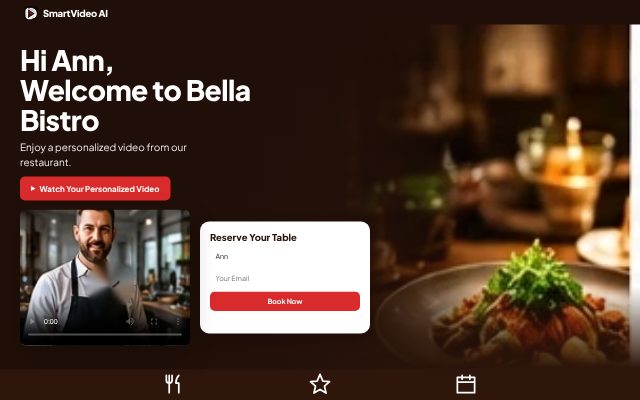 SmartVideo AI
Hi Ann,
Welcome to Bella
Bistro
Enjoy a personalized video from our
restaurant.
Watch Your Personalized Video
Reserve Your Table
Ann
Your Email
Book Now
0:00